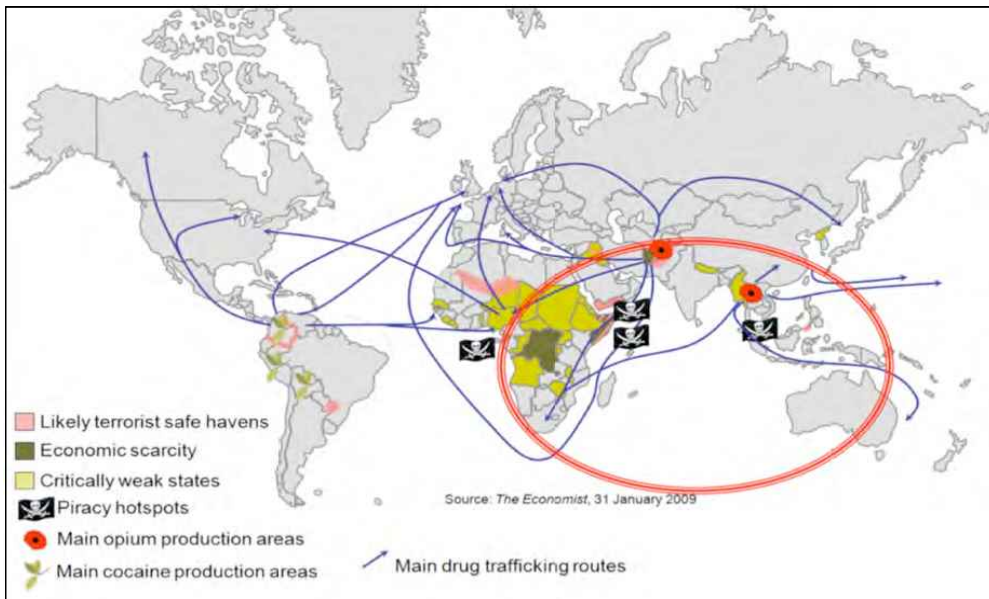 Likely terrorist safe havens
Economic scarcity
Critically weak states
Piracy hotspots
Source: The Economist, 31 January 2009
Main opium production areas
Main cocaine production areas
Main drug trafficking routes